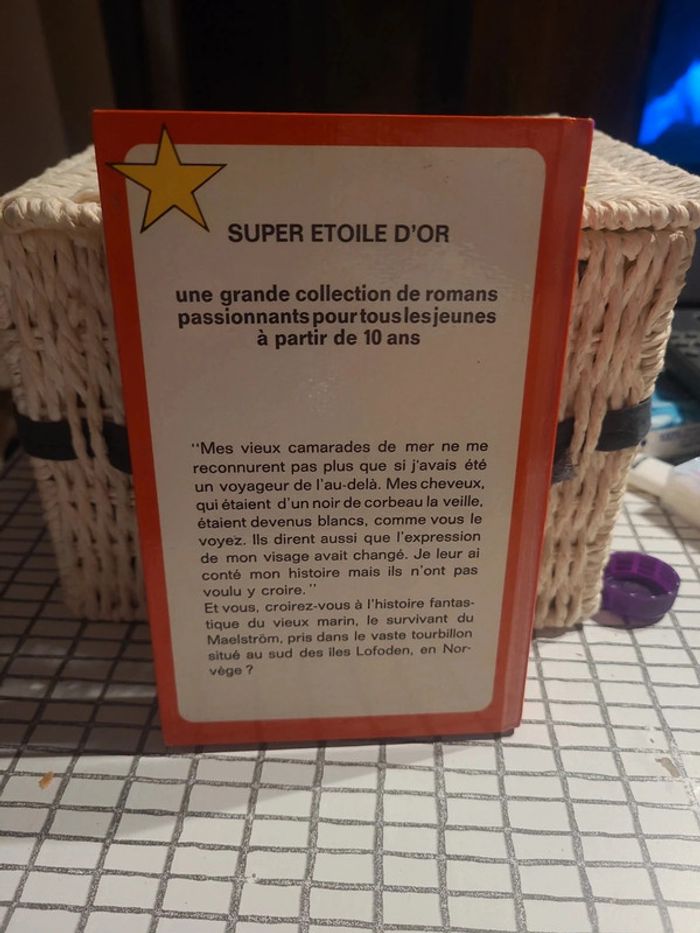 SUPER ETOILE D'OR
une grande collection de romans
passionnants pour tous les jeunes
à partir de 10 ans
"Mes vieux camarades de mer ne me
reconnurent pas plus que si j'avais été
un voyageur de l'au-delà. Mes cheveux,
qui étaient d'un noir de corbeau la veille,
étaient devenus blancs, comme vous le
voyez. Ils dirent aussi que l'expression
de mon visage avait changé. Je leur ai
conté mon histoire mais ils n'ont pas
voulu y croire."
Et vous, croirez-vous à l'histoire fantas-
tique du vieux marin, le survivant du
Maelström, pris dans le vaste tourbillon
situé au sud des îles Lofoden, en Nor-
vège ?